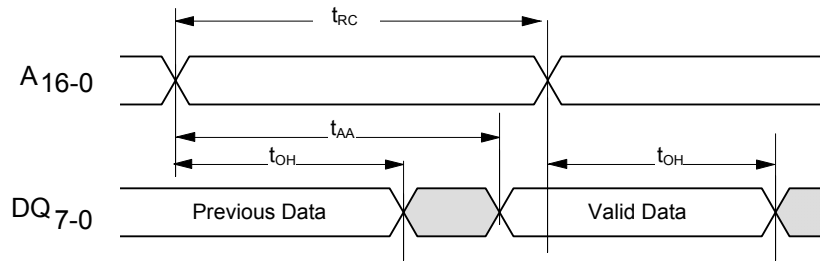 tRC
A16-0
tAA
tOH tOH
DQ7-0 Previous Data Valid Data